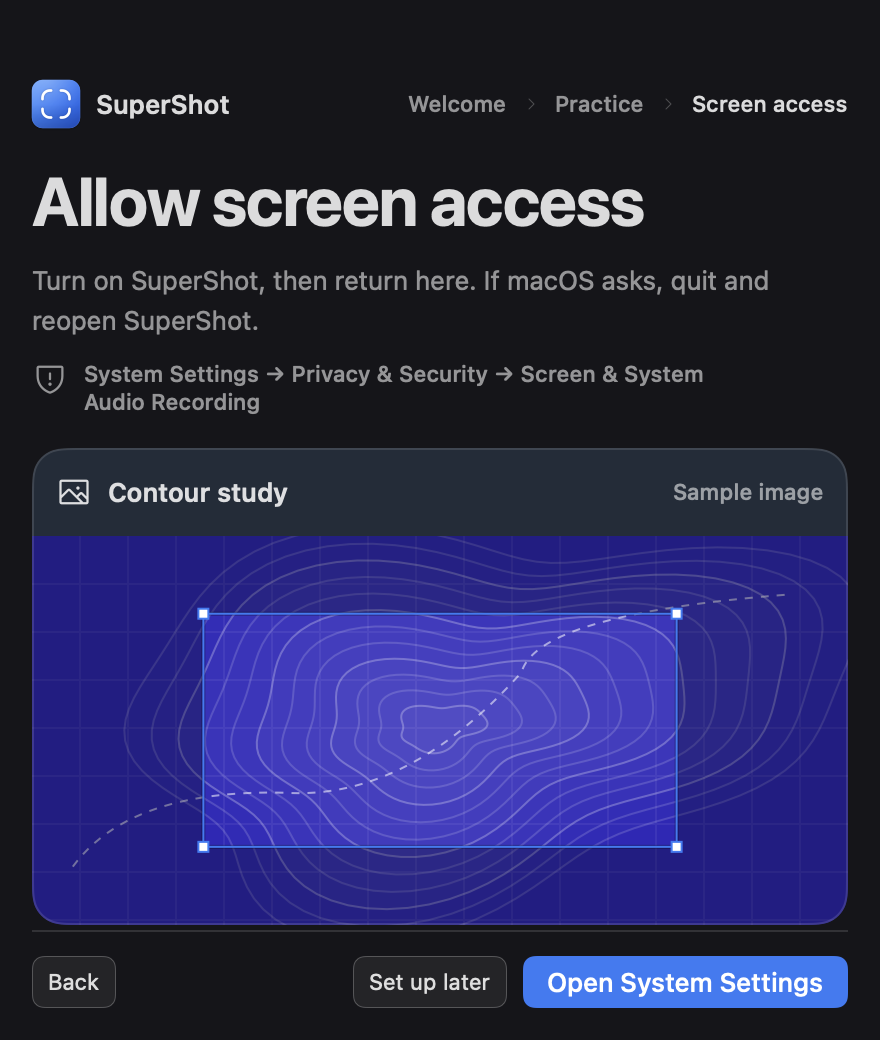 SuperShot
Welcome > Practice > Screen access
Allow screen access
Turn on SuperShot, then return here. If macOS asks, quit and
reopen SuperShot.
System Settings → Privacy & Security → Screen & System
Audio Recording
Contour study
Sample image
Back
Set up later
Open System Settings